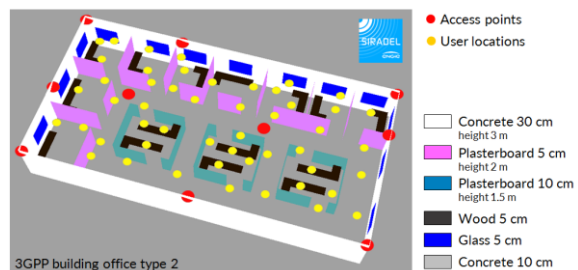 SIRADEL
ENGIE
Access points
User locations
Concrete 30 cm
height 3 m
Plasterboard 5 cm
height 2 m
Plasterboard 10 cm
height 1.5 m
Wood 5 cm
Glass 5 cm
Concrete 10 cm
3GPP building office type 2